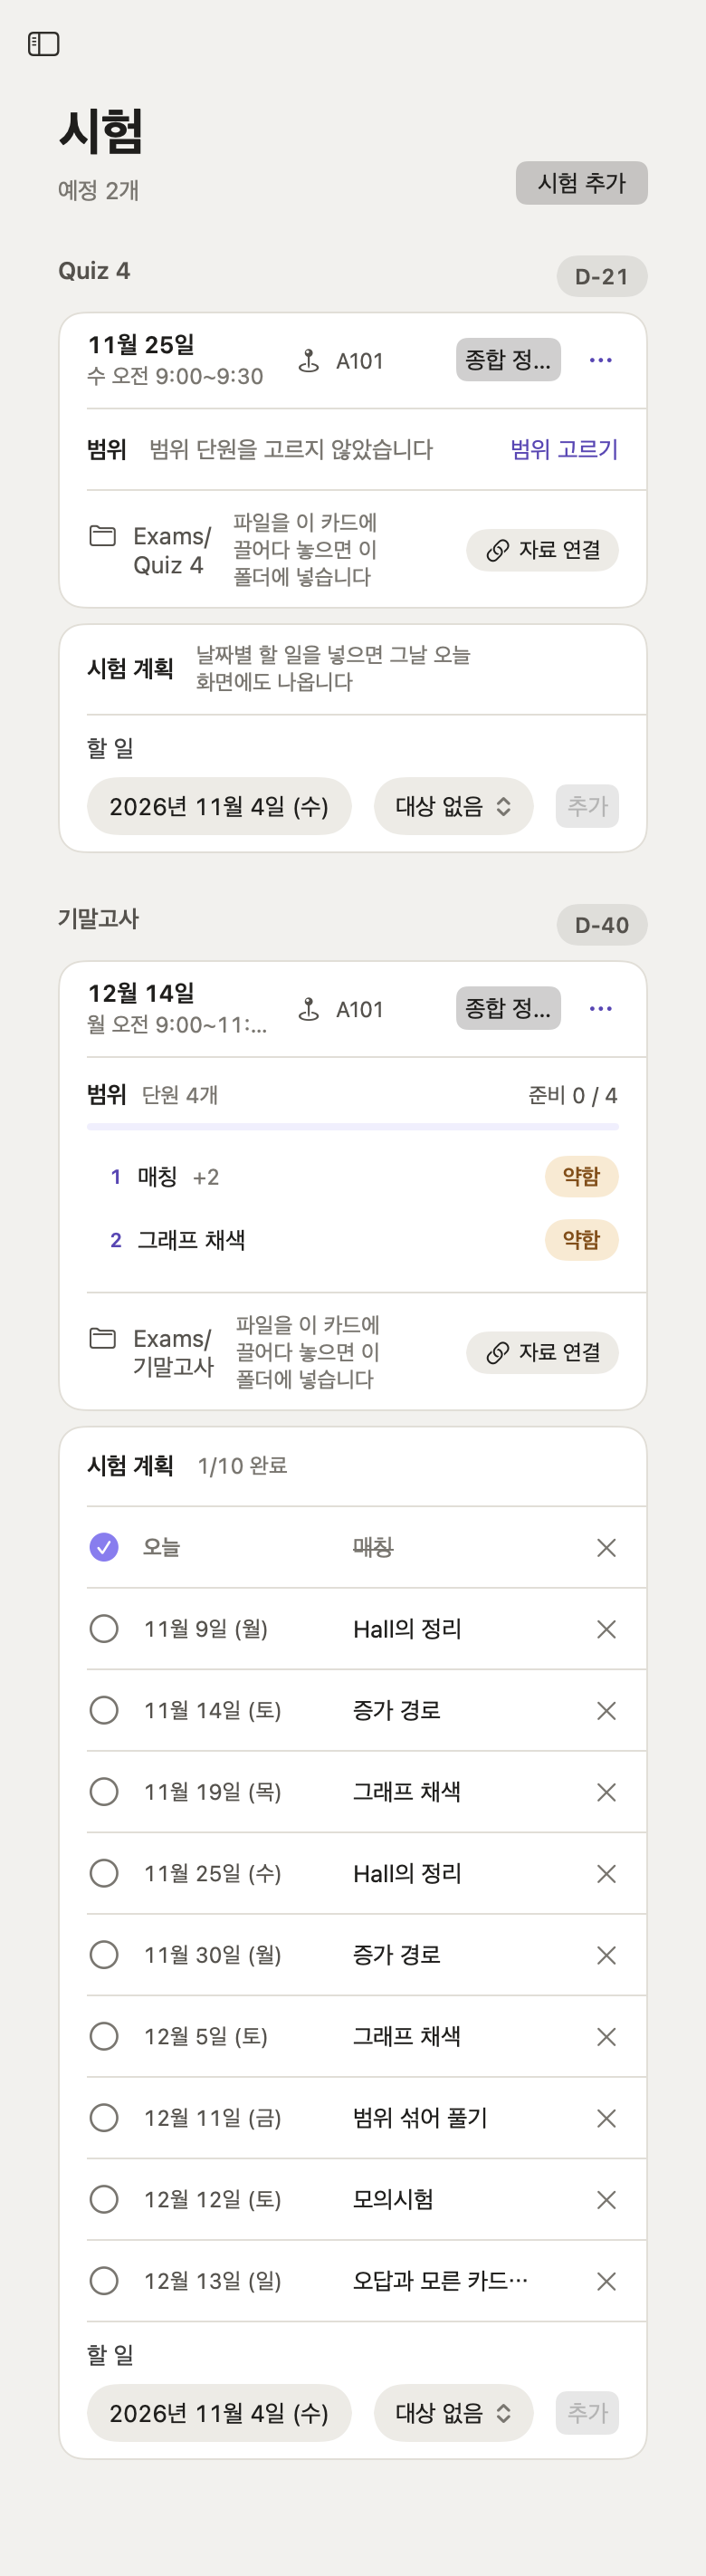 시험
예정 2개
시험 추가
Quiz 4
D-21
11월 25일
수 오전 9:00~9:30
A101
종합 정...
범위 범위 단원을 고르지 않았습니다 범위 고르기
Exams/
Quiz 4
파일을 이 카드에
끌어다 놓으면 이
폴더에 넣습니다
자료 연결
시험 계획
날짜별 할 일을 넣으면 그날 오늘
화면에도 나옵니다
할 일
2026년 11월 4일 (수) 대상 없음 추가
기말고사
D-40
12월 14일
월 오전 9:00~11:...
A101
종합 정...
범위 단원 4개 준비 0 / 4
1 매칭 +2 약함
2 그래프 채색 약함
Exams/
기말고사
파일을 이 카드에
끌어다 놓으면 이
폴더에 넣습니다
자료 연결
시험 계획 1/10 완료
오늘 매칭
11월 9일 (월) Hall의 정리
11월 14일 (토) 증가 경로
11월 19일 (목) 그래프 채색
11월 25일 (수) Hall의 정리
11월 30일 (월) 증가 경로
12월 5일 (토) 그래프 채색
12월 11일 (금) 범위 섞어 풀기
12월 12일 (토) 모의시험
12월 13일 (일) 오답과 모른 카드…
할 일
2026년 11월 4일 (수) 대상 없음 추가